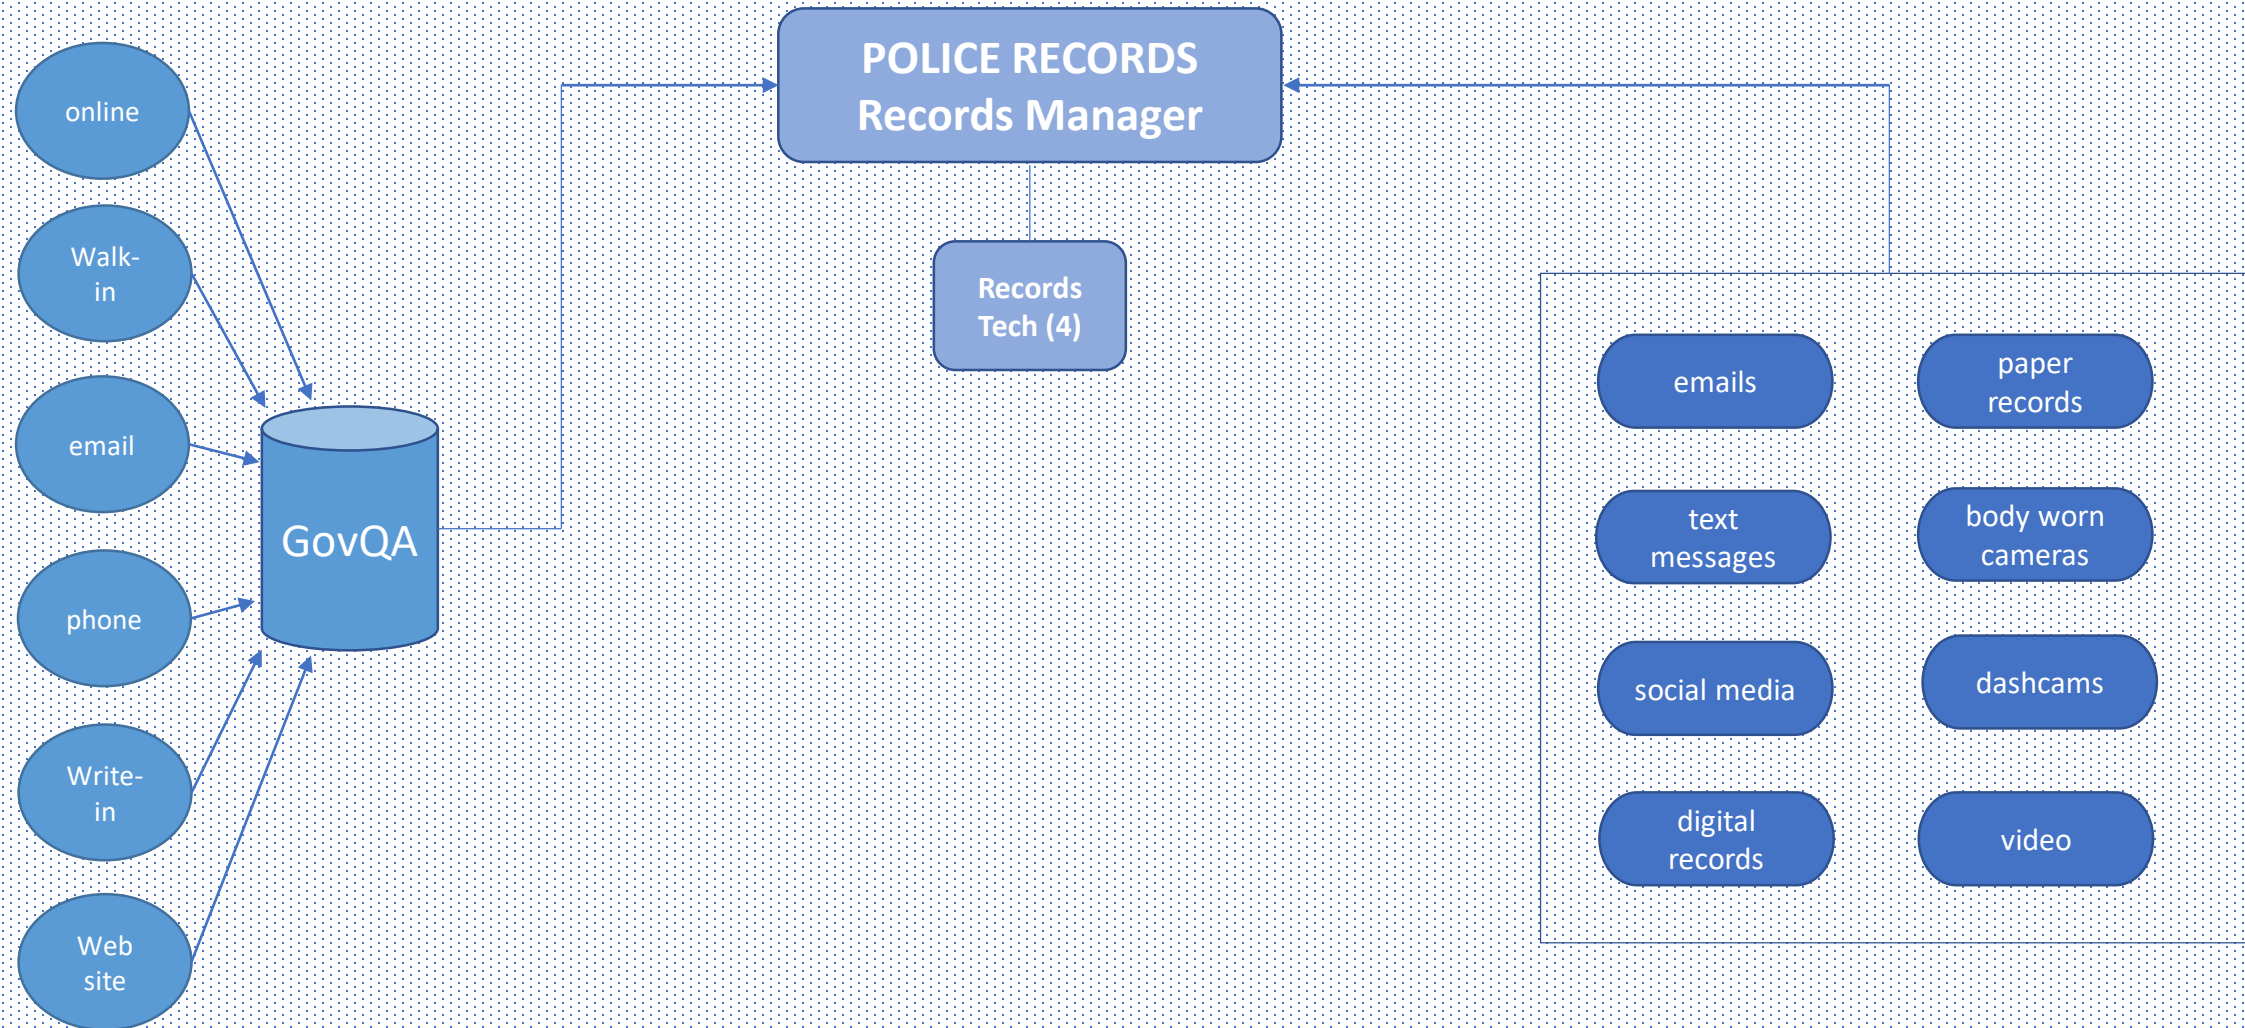 POLICE RECORDS
Records Manager
online
Walk-
in
email
phone
Write-
in
Web
site
GovQA
Records
Tech (4)
emails
paper
records
text
messages
body worn
cameras
social media
dashcams
digital
records
video